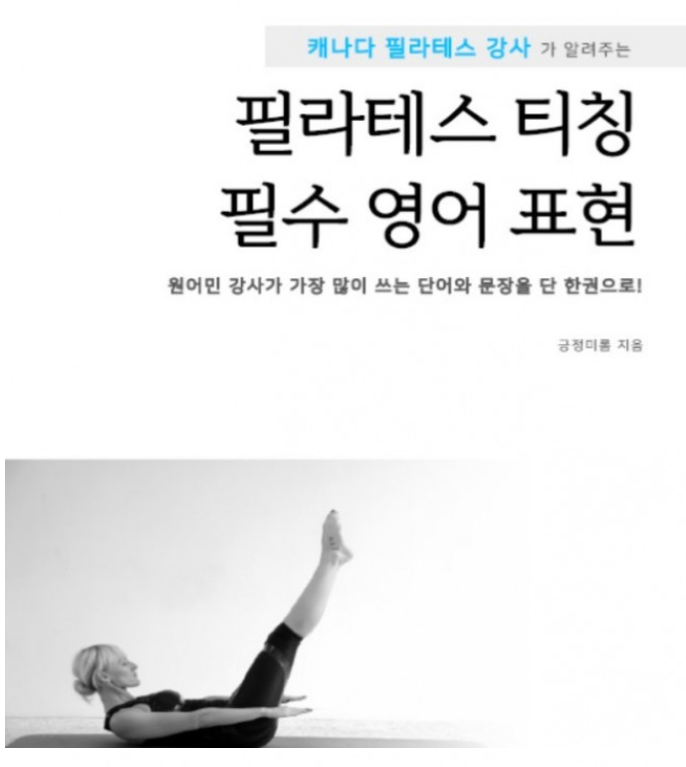 캐나다 필라테스 강사 가 알려주는
필라테스 티칭
필수 영어 표현
원어민 강사가 가장 많이 쓰는 단어와 문장을 단 한권으로!
긍정미롬 지음